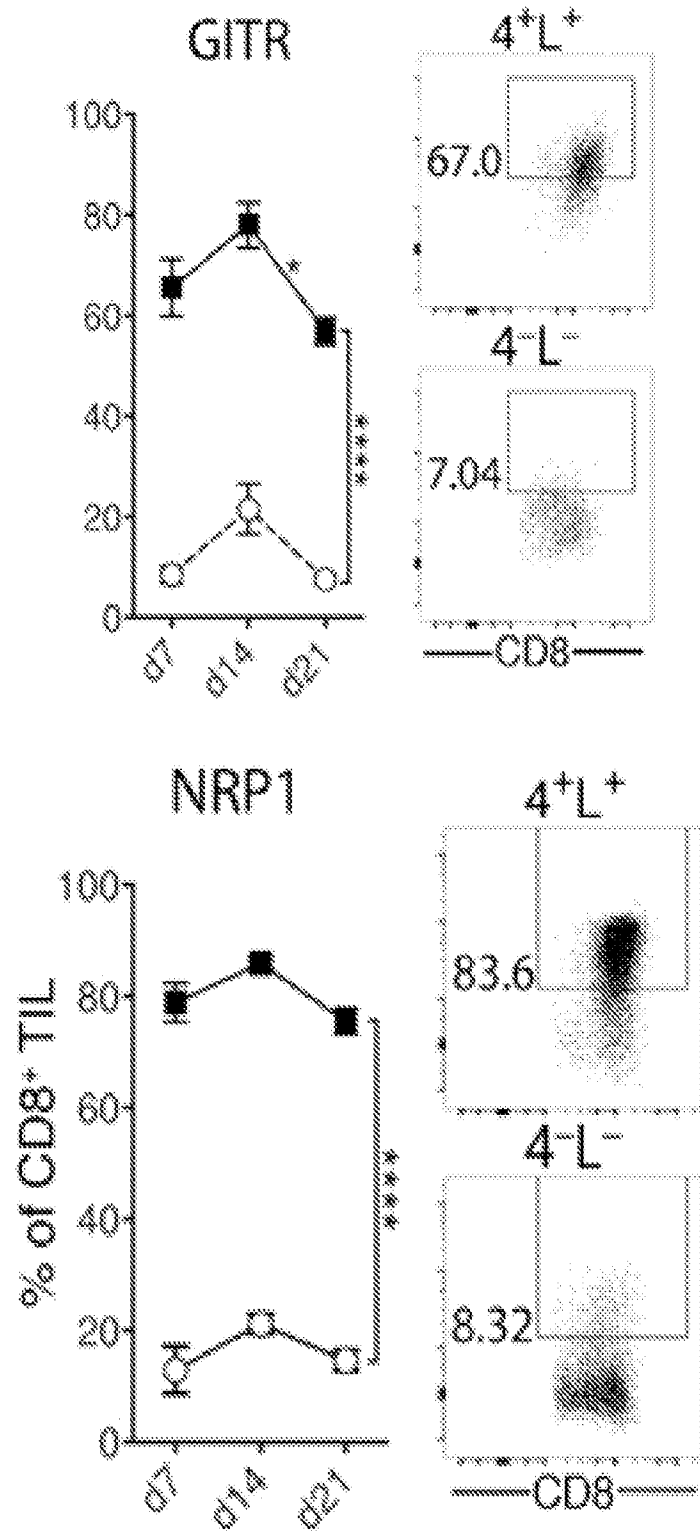 GITR
4⁺L⁺
100
80
60
40
20
0
*
****
d7
d14
d21
67.0
4⁻L⁻
7.04
CD8
NRP1
4⁺L⁺
% of CD8⁺ TIL
100
80
60
40
20
0
****
d7
d14
d21
83.6
4⁻L⁻
8.32
CD8